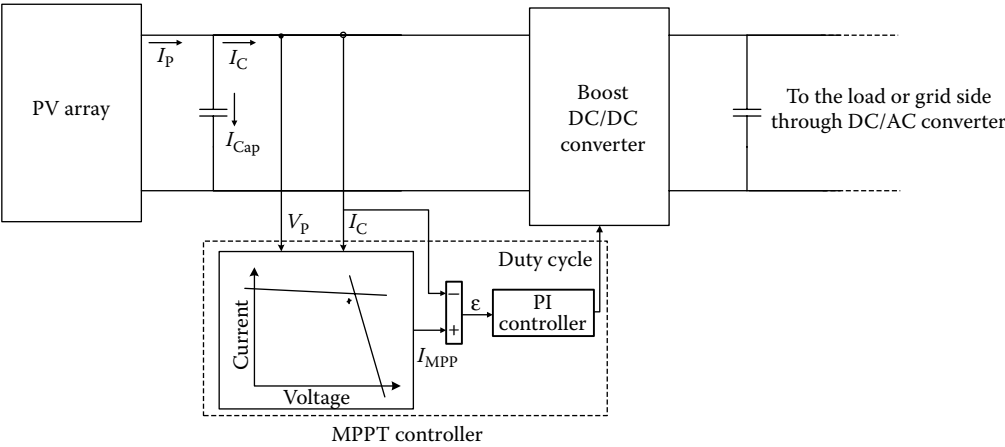 PV array
I_P
I_C
I_Cap
Boost
DC/DC
converter
To the load or grid side
through DC/AC converter
V_P
I_C
Duty cycle
Current
Voltage
−
+
ε
I_MPP
PI
controller
MPPT controller